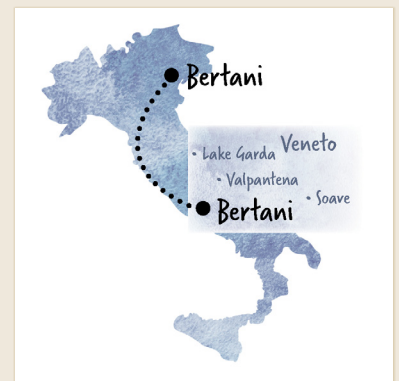 Bertani
Veneto
• Lake Garda
• Valpantena
• Soave
Bertani